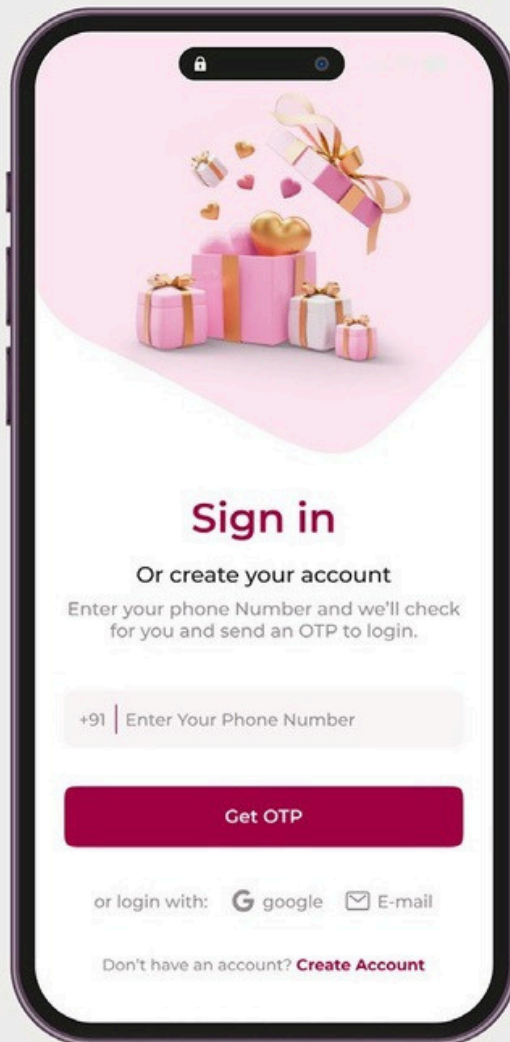 Sign in
Or create your account
Enter your phone Number and we'll check
for you and send an OTP to login.
+91 Enter Your Phone Number
Get OTP
or login with: google E-mail
Don't have an account? Create Account